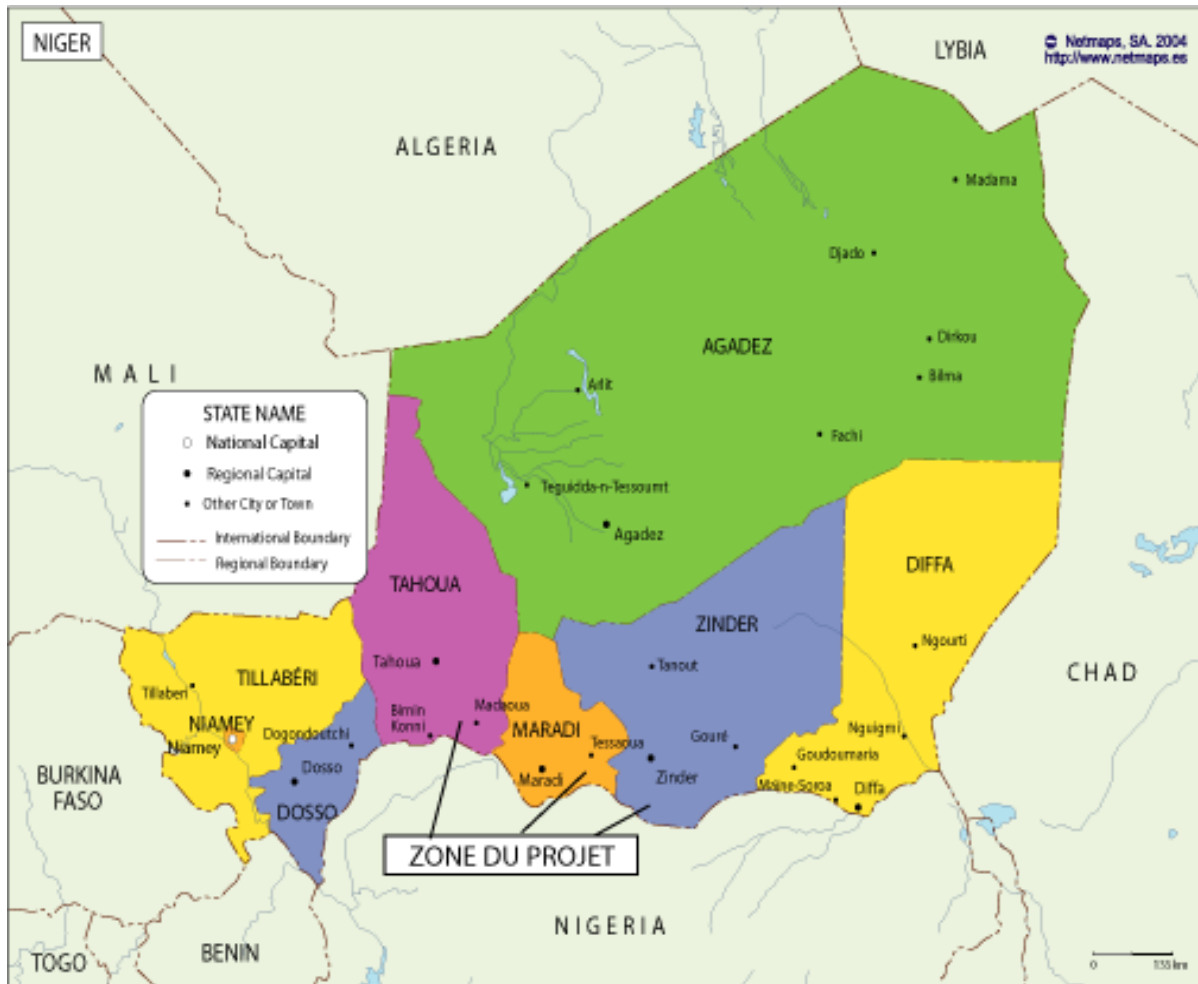 NIGER
LYBIA
© Netmaps, SA. 2004
http://www.netmaps.es
ALGERIA
Madama
Djado
MALI
AGADEZ
Dirkou
Bilma
Arlit
STATE NAME
National Capital
Regional Capital
Other City or Town
International Boundary
Regional Boundary
Fachi
Teguidda-n-Tessoumt
Agadez
TAHOUA
DIFFA
ZINDER
Ngourti
Tahoua
Tanout
CHAD
TILLABÉRI
Tillaberi
NIAMEY
Niamey
Dogondoutchi
Birnin
Konni
Madaoua
MARADI
Tessaoua
Gouré
Nguigmi
Goudoumaria
BURKINA
FASO
Dosso
Maradi
Zinder
Maine-Soroa
Diffa
DOSSO
ZONE DU PROJET
NIGERIA
BENIN
TOGO
0 155 km